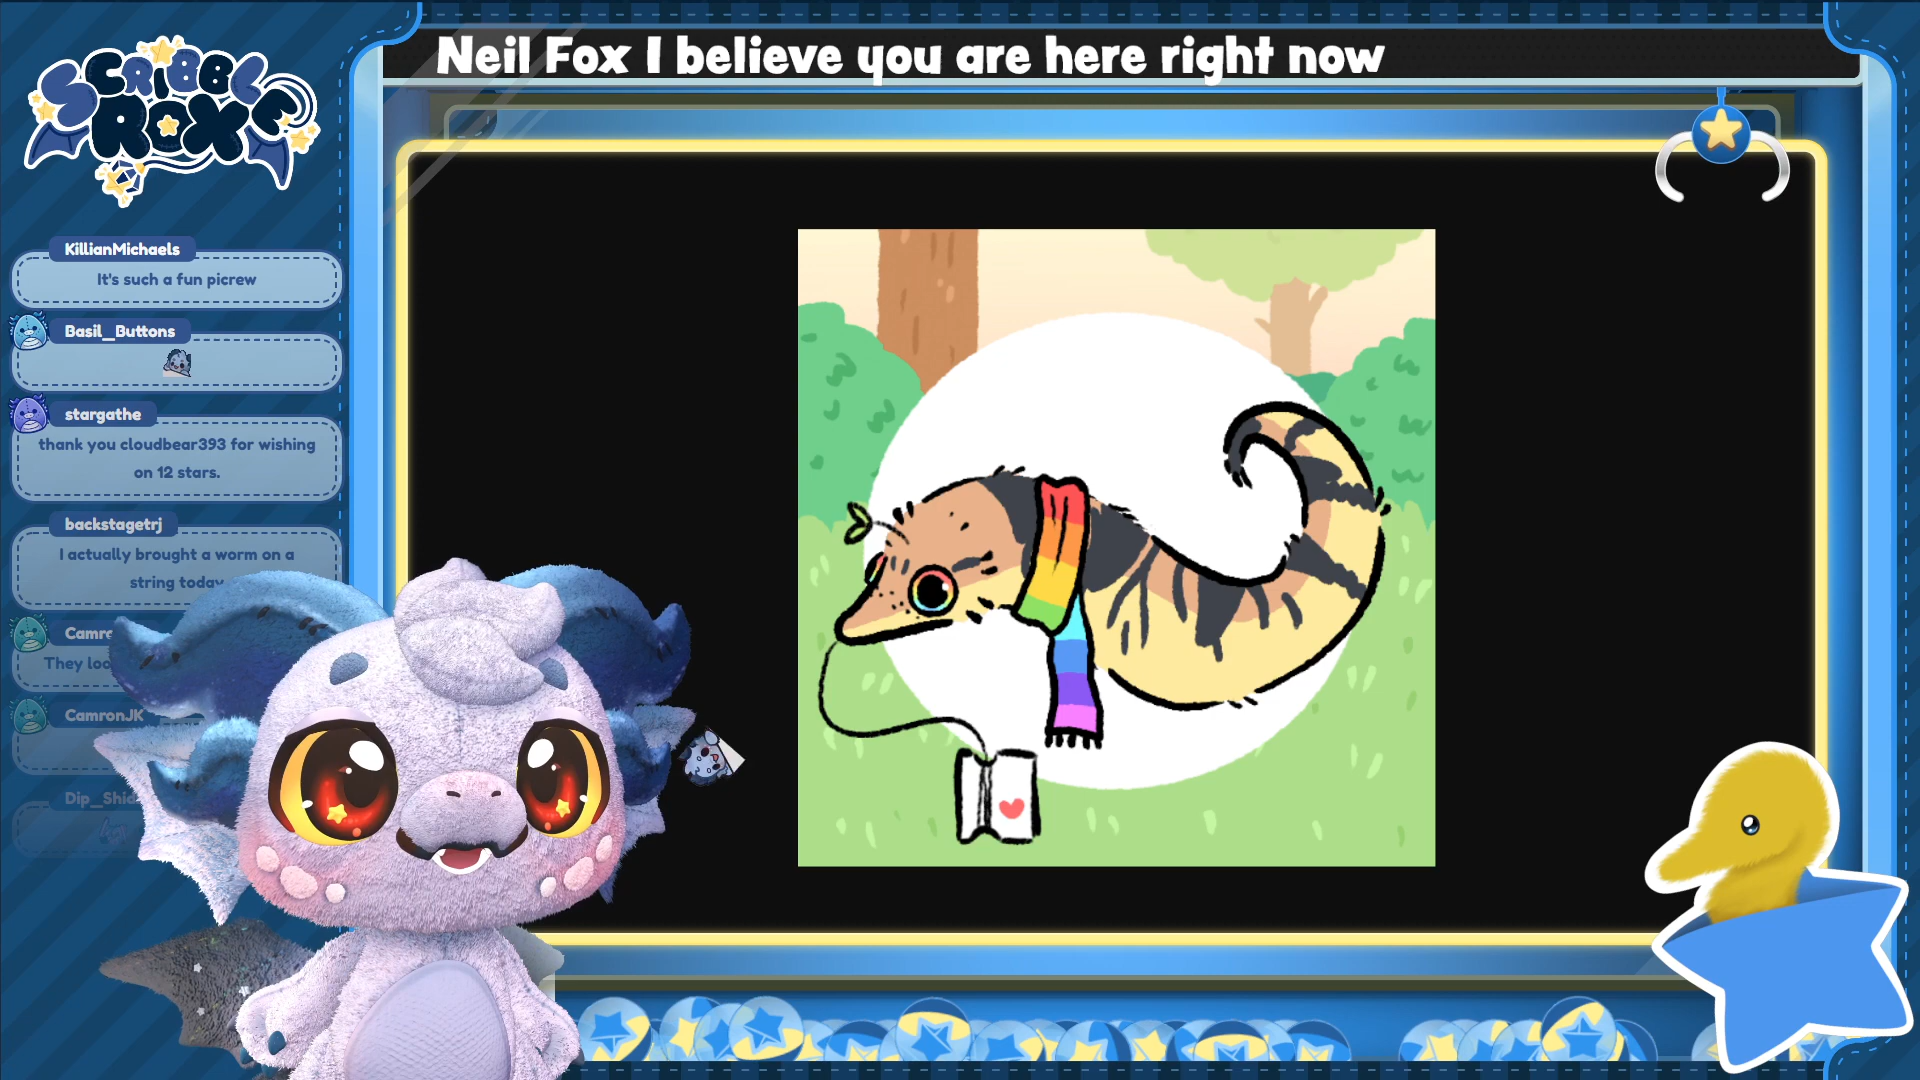 Neil Fox I believe you are here right now
SCRIBBLE
ROX
KillianMichaels
It's such a fun picrew
Basil_Buttons
stargathe
thank you cloudbear393 for wishing
on 12 stars.
backstagetrj
I actually brought a worm on a
string today
They
CamronJK